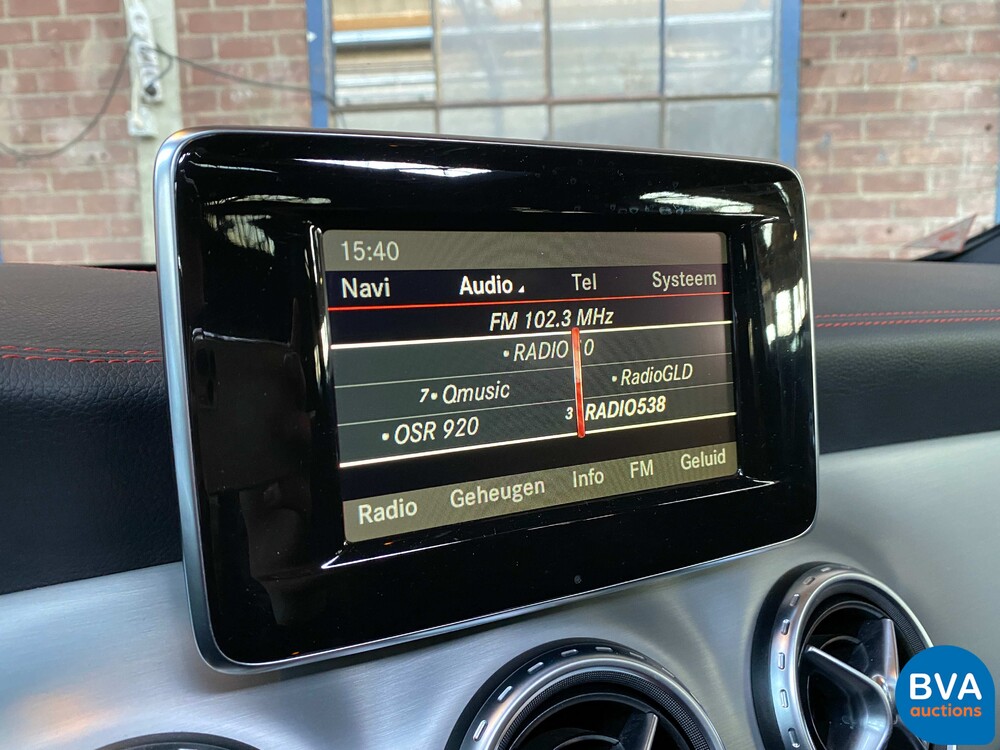 15:40
Navi Audio Tel Systeem
FM 102.3 MHz
• RADIO 0
• RadioGLD
7 • Qmusic
3 RADIO538
• OSR 920
Radio Geheugen Info FM Geluid
BVA
auctions